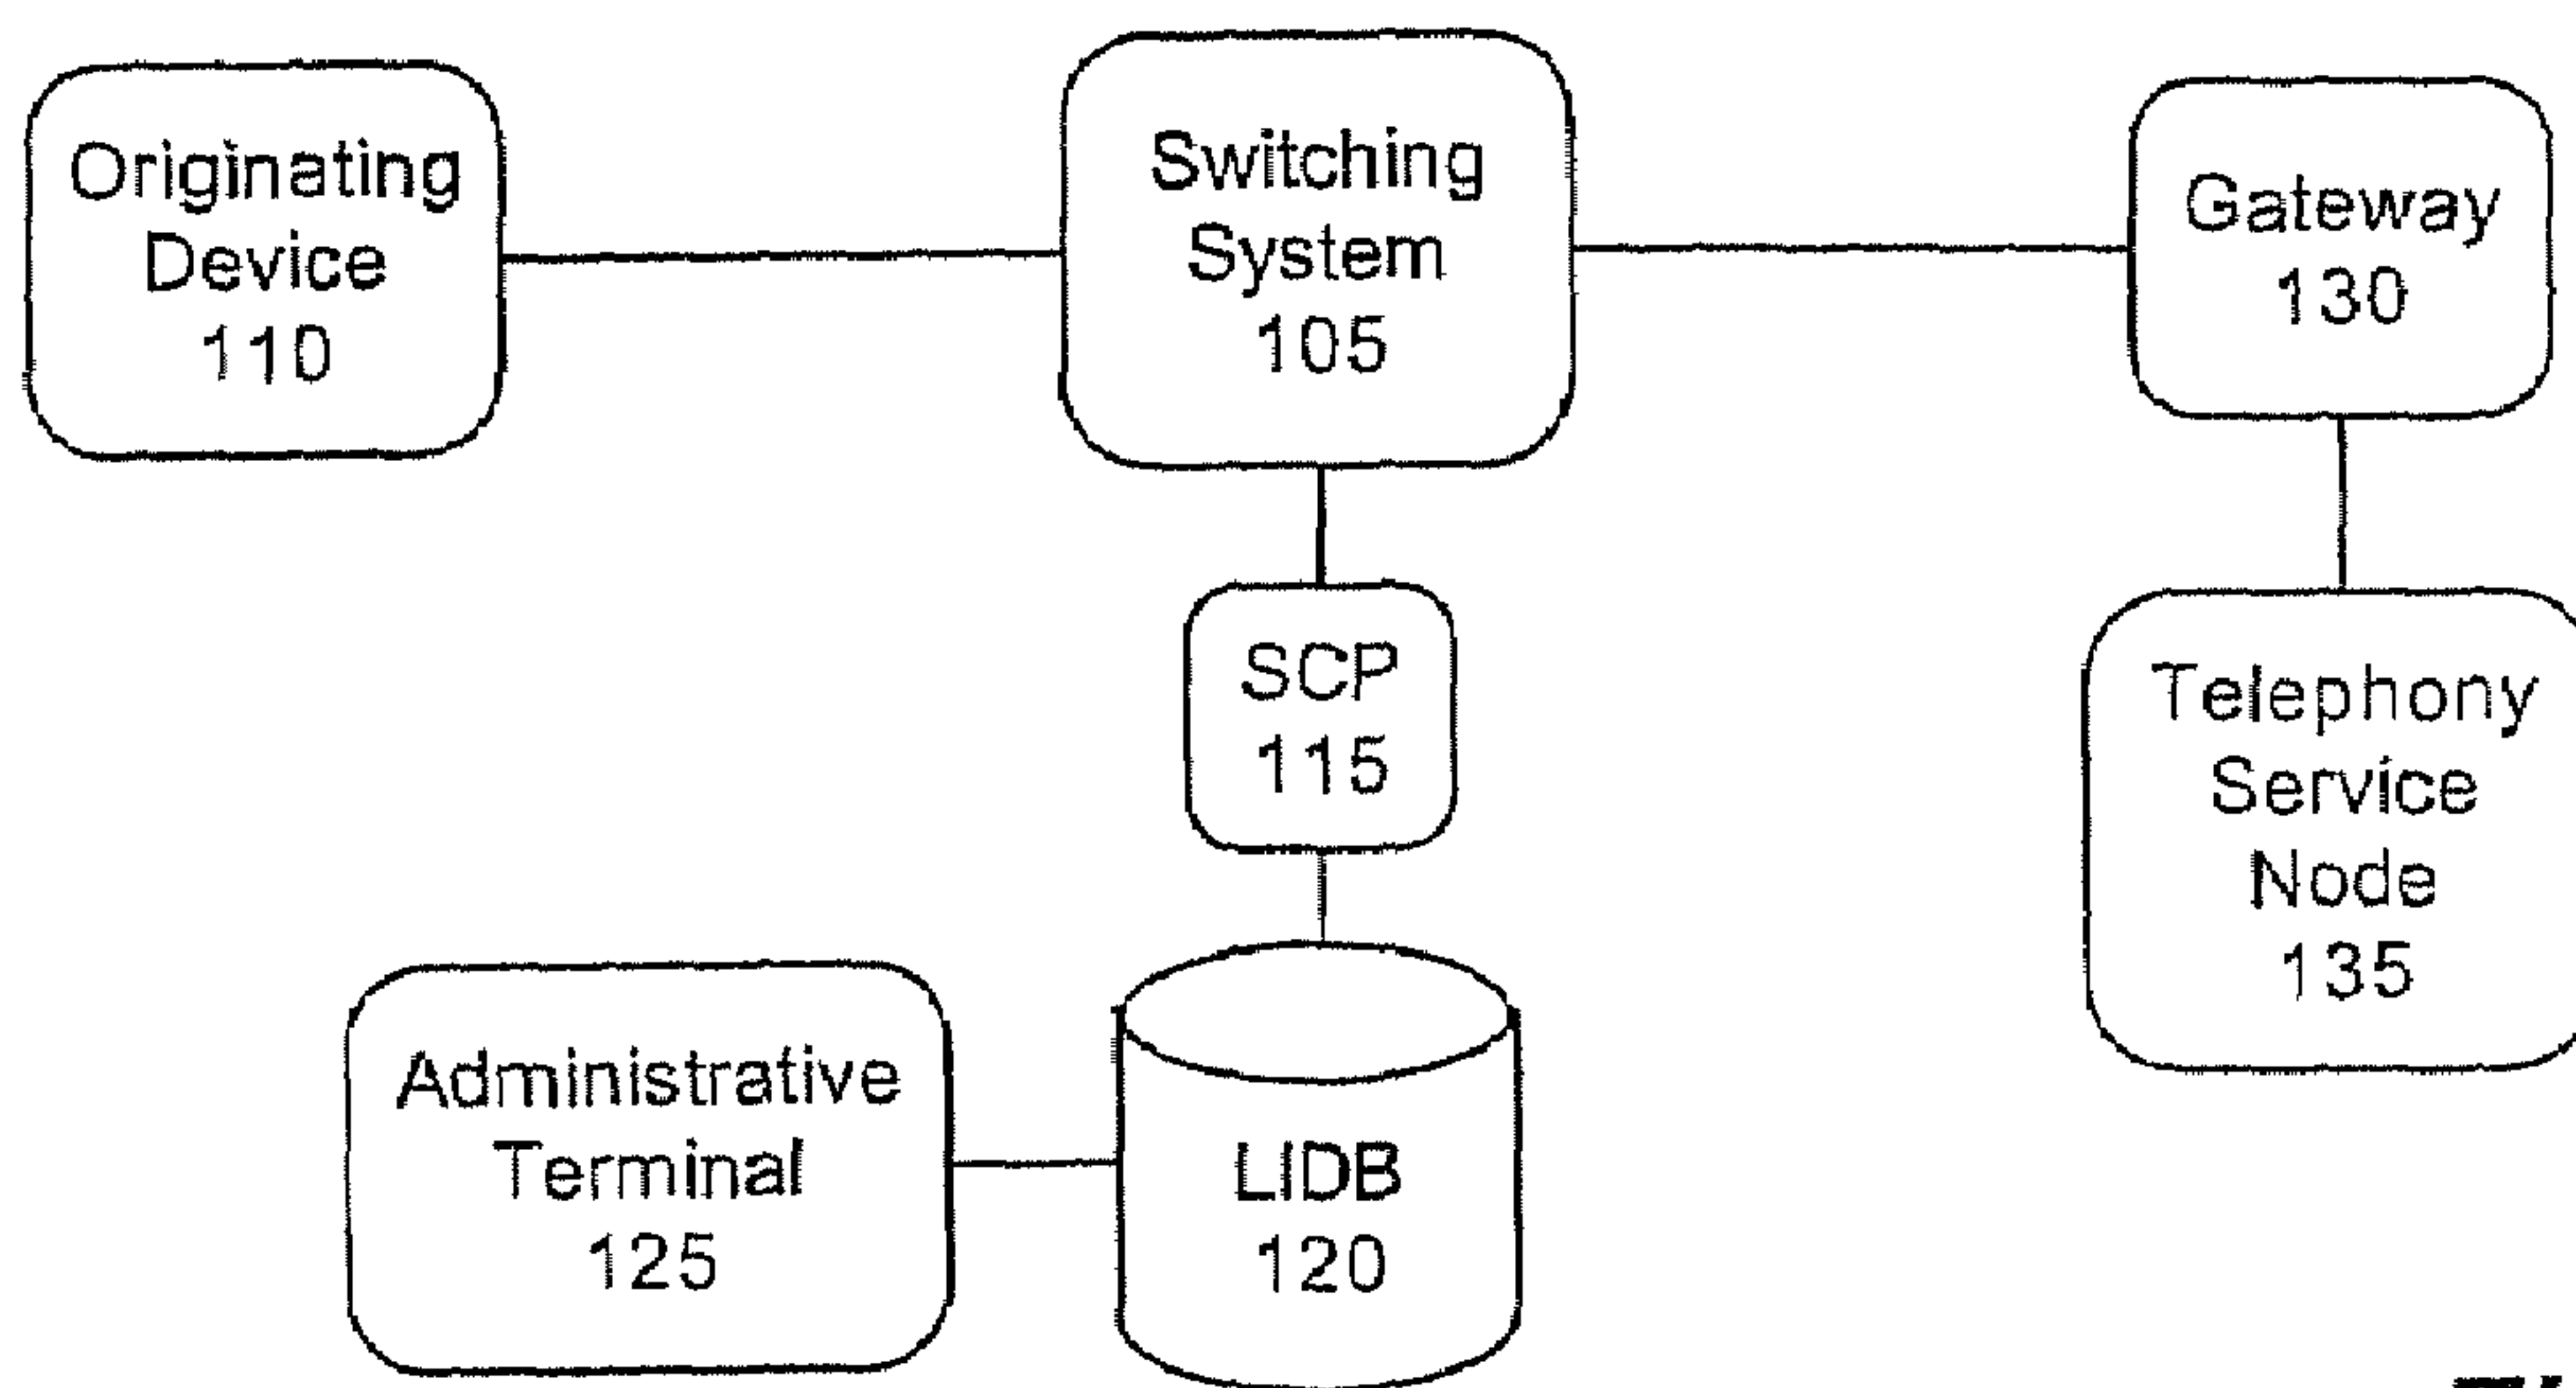 Originating
Device
110
Switching
System
105
Gateway
130
SCP
115
Telephony
Service
Node
135
Administrative
Terminal
125
LIDB
120